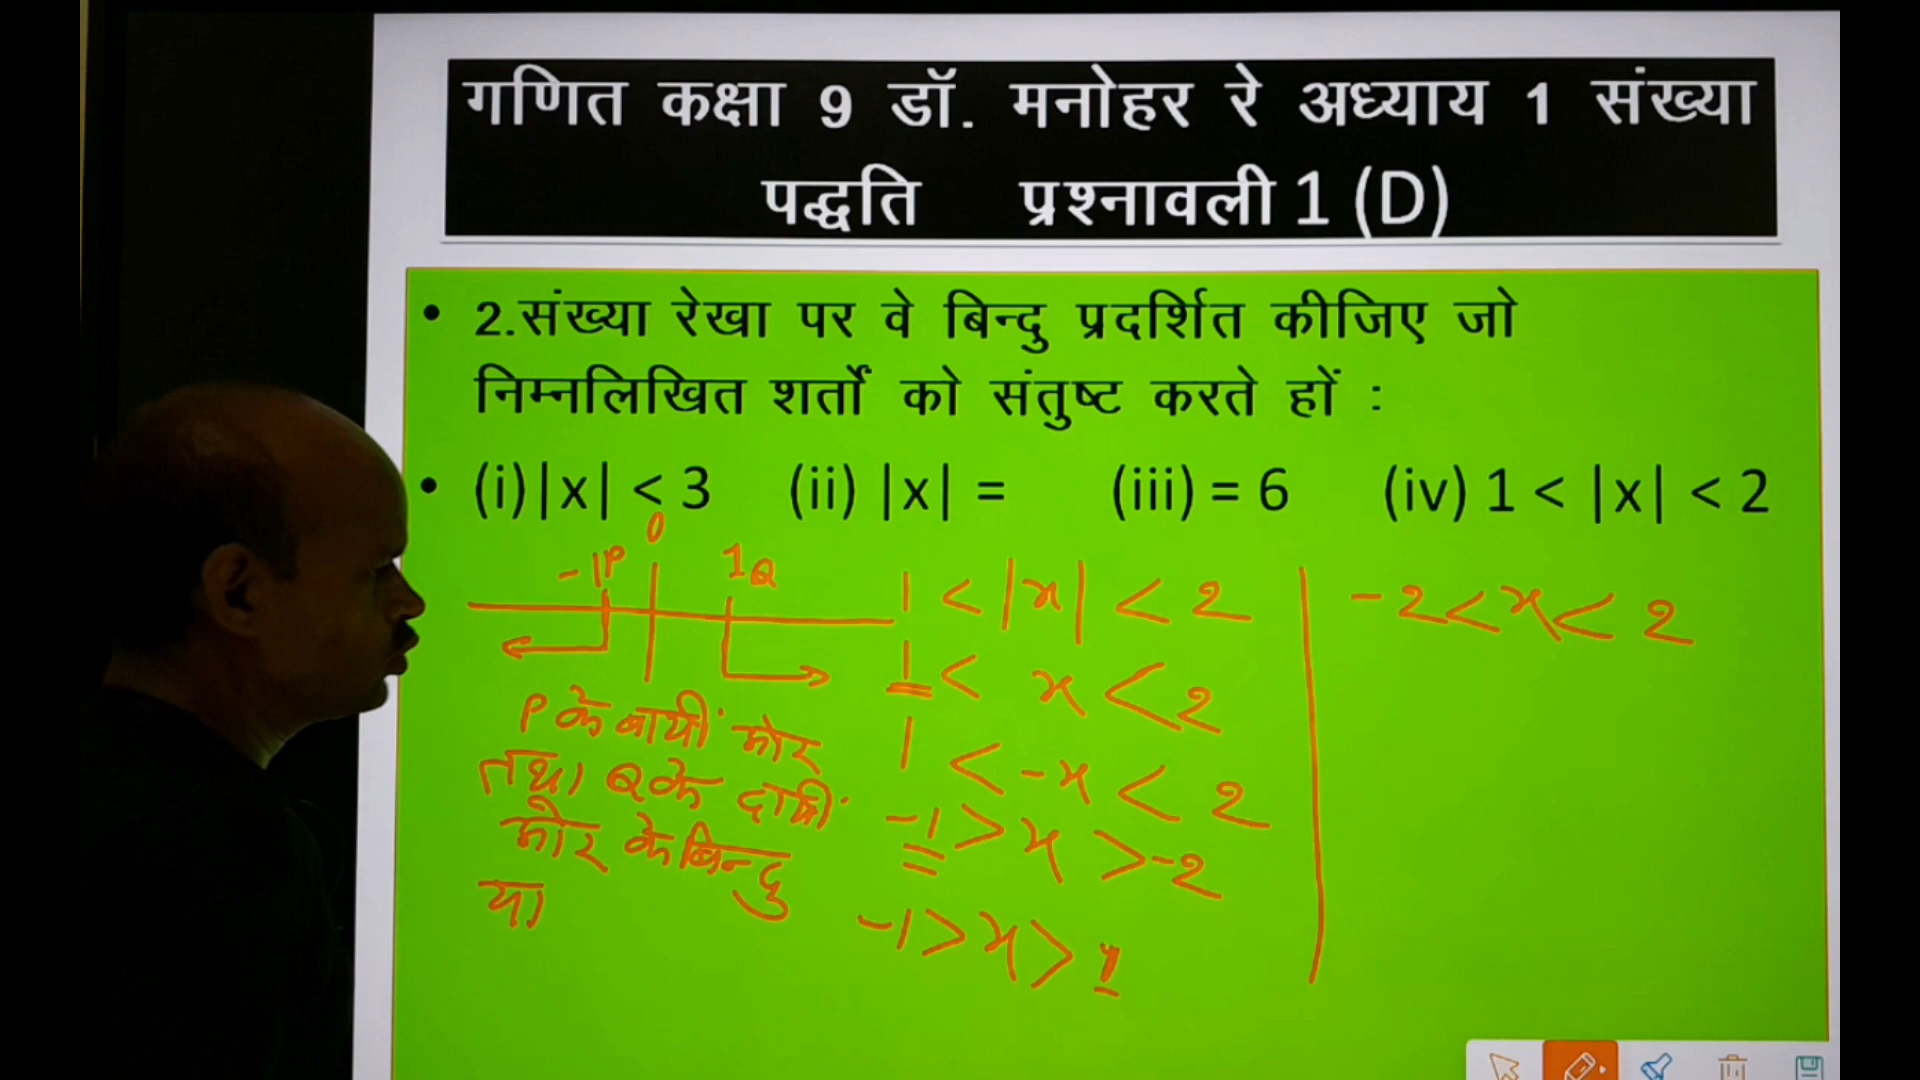 गणित कक्षा 9 डॉ. मनोहर रे अध्याय 1 संख्या
पद्धति प्रश्नावली 1 (D)
• 2.संख्या रेखा पर वे बिन्दु प्रदर्शित कीजिए जो
निम्नलिखित शर्तों को संतुष्ट करते हों :
• (i)|x| < 3 (ii) |x| = (iii) = 6 (iv) 1 < |x| < 2
0
-1P 1Q
P के बायीं ओर
तथा Q के दायीं
ओर के बिन्दु
या
1 < |x| < 2
1 < x < 2
1 < -x < 2
-1 > x > -2
-1 > x > 1
-2 < x < 2